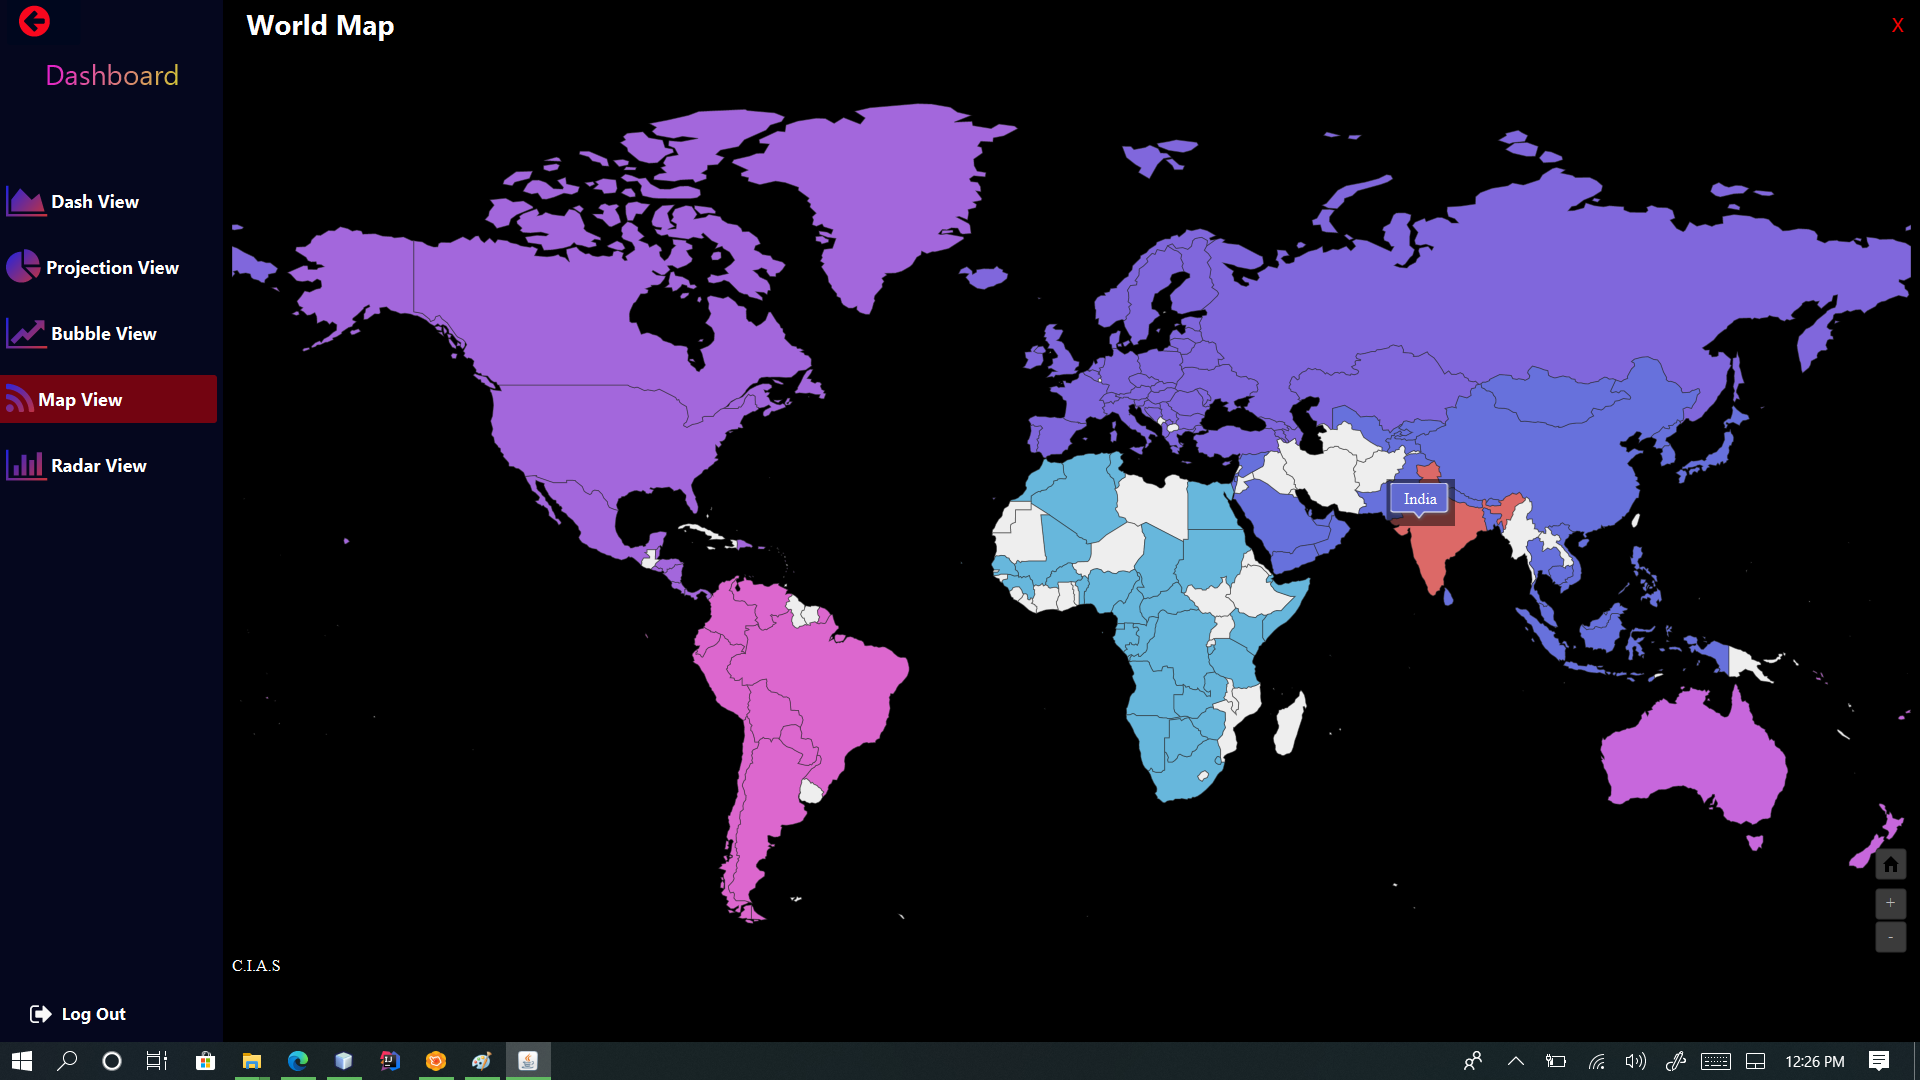 World Map
X
Dashboard
Dash View
Projection View
Bubble View
Map View
Radar View
India
+
-
C.I.A.S
Log Out
12:26 PM